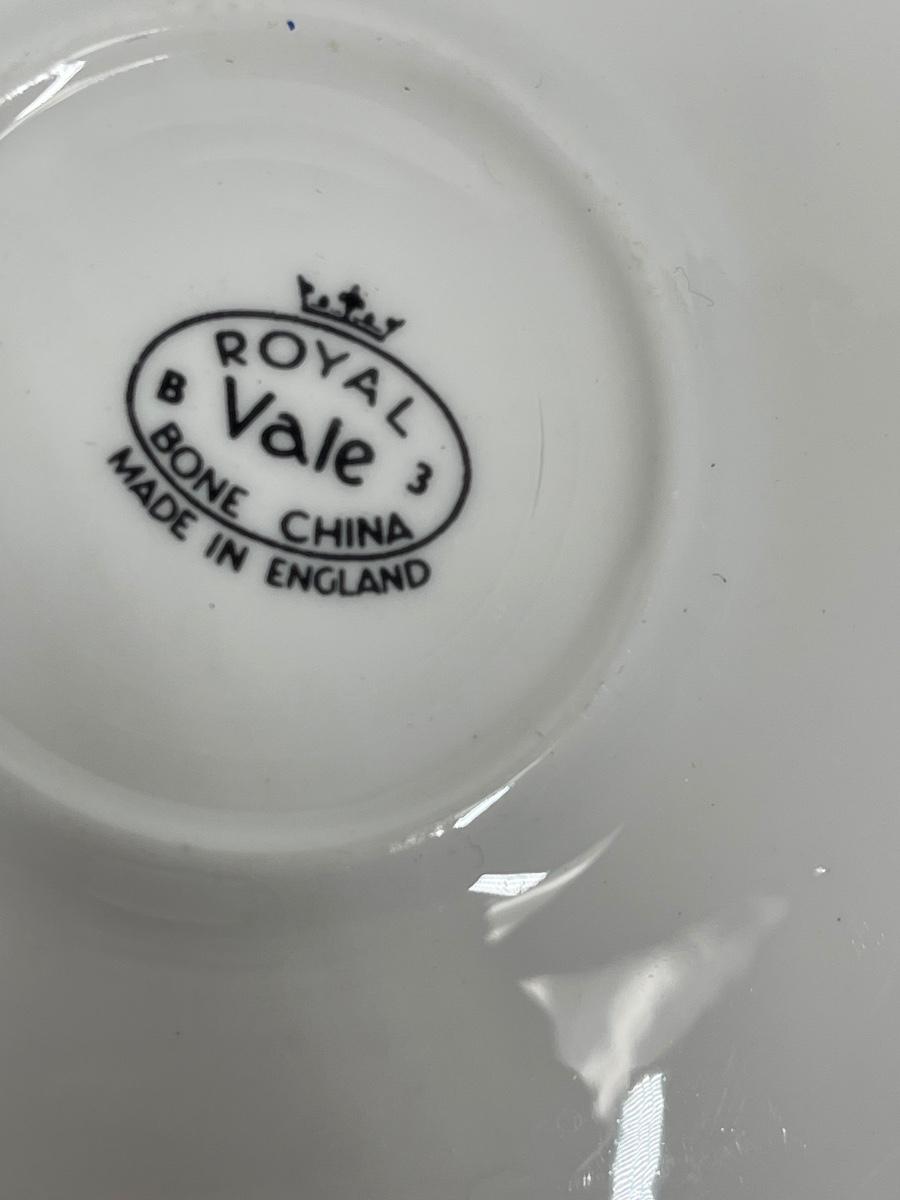 ROYAL
B Vale 3
BONE CHINA
MADE IN ENGLAND